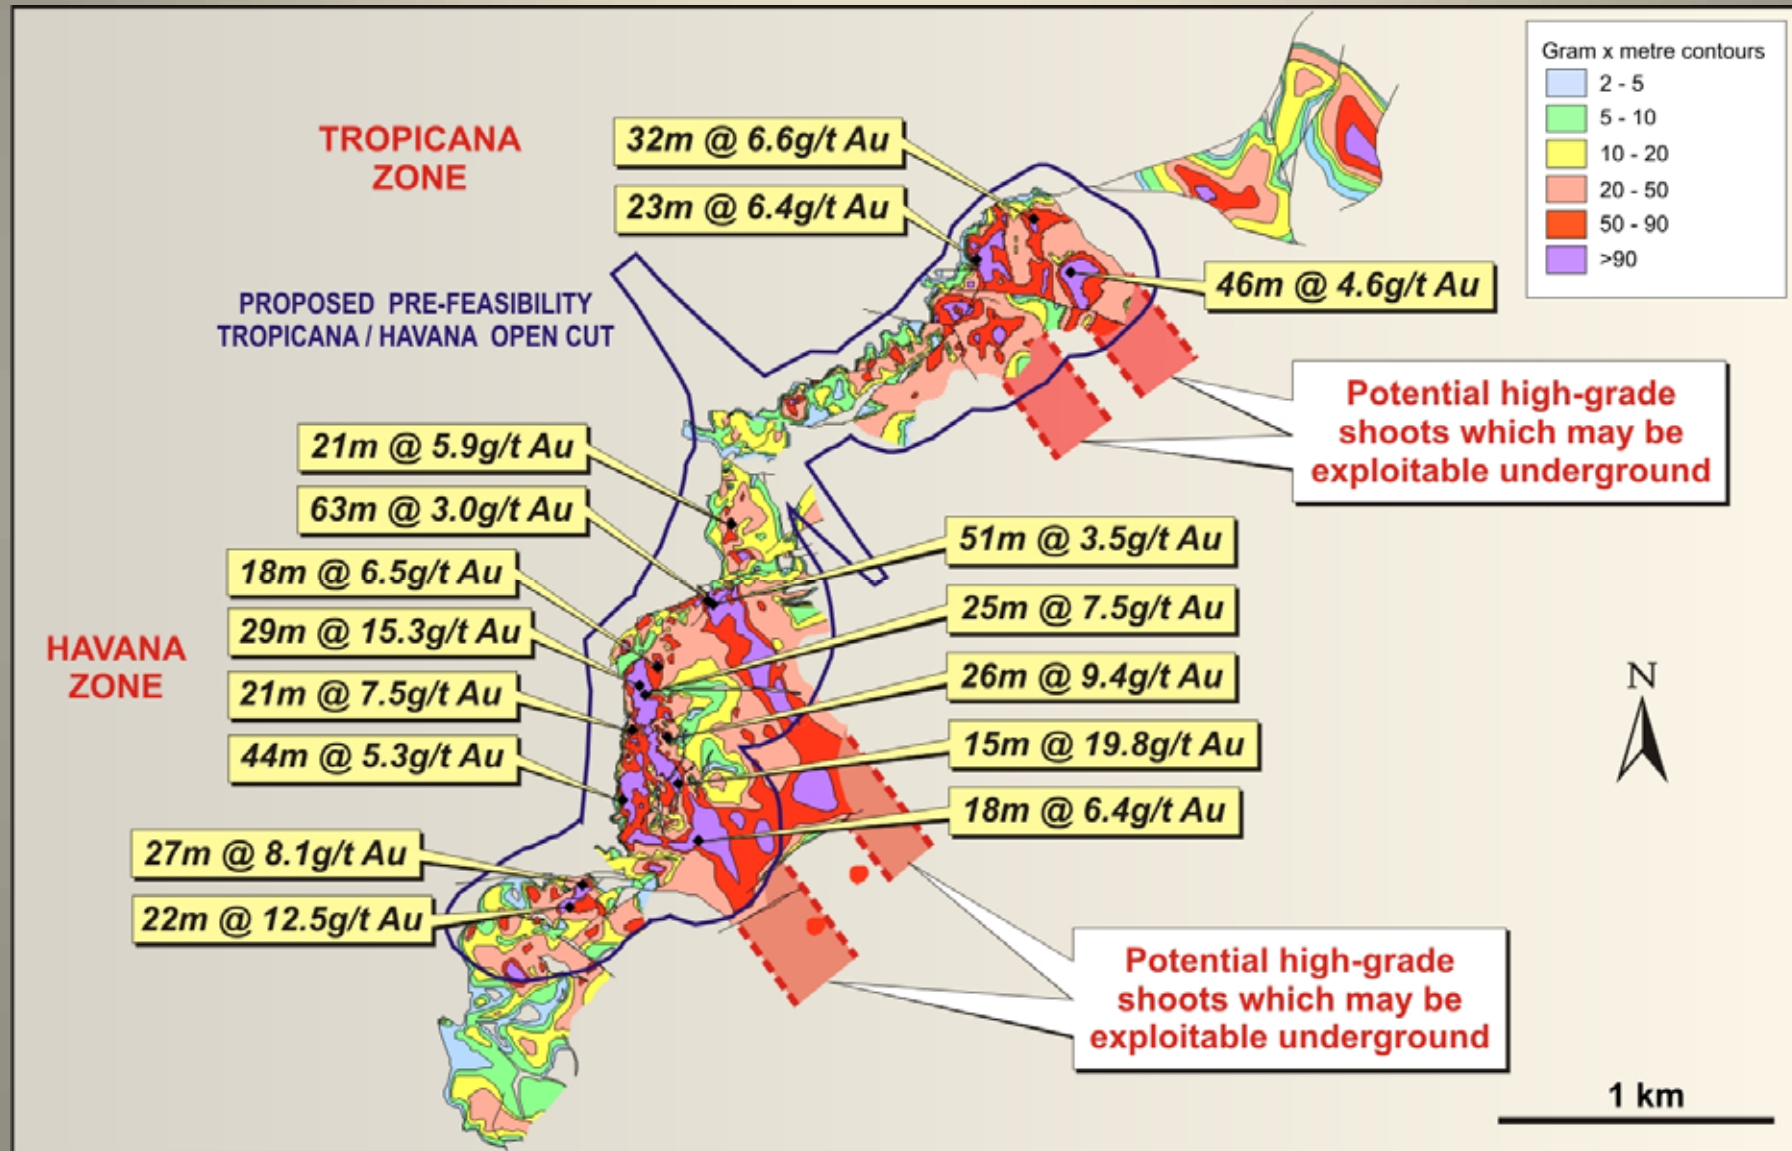 Gram x metre contours
2 - 5
5 - 10
10 - 20
20 - 50
50 - 90
>90
TROPICANA
ZONE
32m @ 6.6g/t Au
23m @ 6.4g/t Au
46m @ 4.6g/t Au
PROPOSED PRE-FEASIBILITY
TROPICANA / HAVANA OPEN CUT
Potential high-grade
shoots which may be
exploitable underground
21m @ 5.9g/t Au
63m @ 3.0g/t Au
18m @ 6.5g/t Au
29m @ 15.3g/t Au
21m @ 7.5g/t Au
44m @ 5.3g/t Au
HAVANA
ZONE
51m @ 3.5g/t Au
25m @ 7.5g/t Au
26m @ 9.4g/t Au
15m @ 19.8g/t Au
18m @ 6.4g/t Au
N
27m @ 8.1g/t Au
22m @ 12.5g/t Au
Potential high-grade
shoots which may be
exploitable underground
1 km